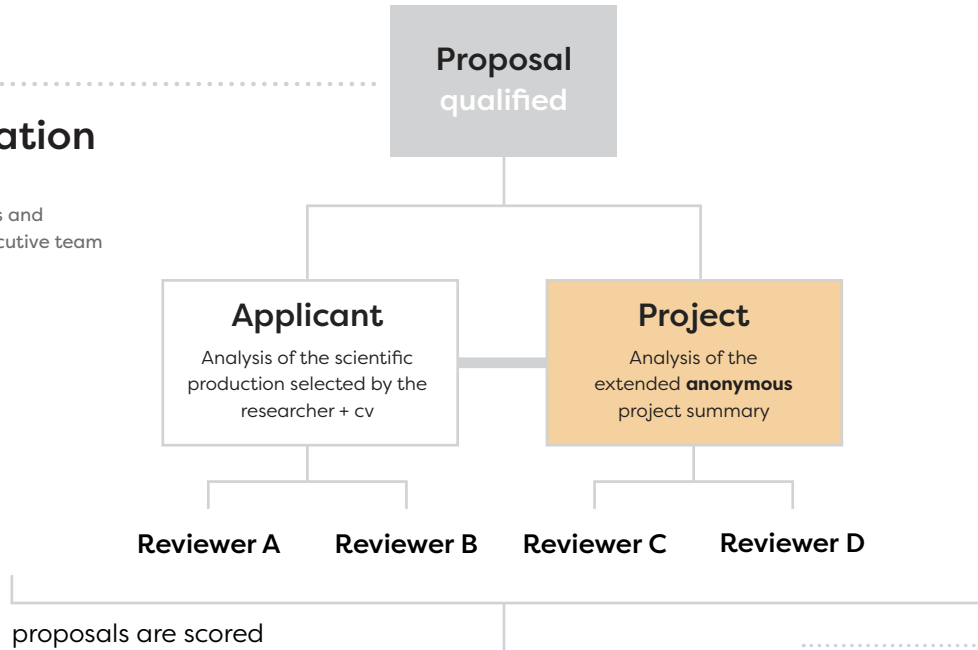 Proposal
qualified
ation
s and
cutive team
Applicant
Analysis of the scientific
production selected by the
researcher + cv
Project
Analysis of the
extended anonymous
project summary
Reviewer A
Reviewer B
Reviewer C
Reviewer D
proposals are scored